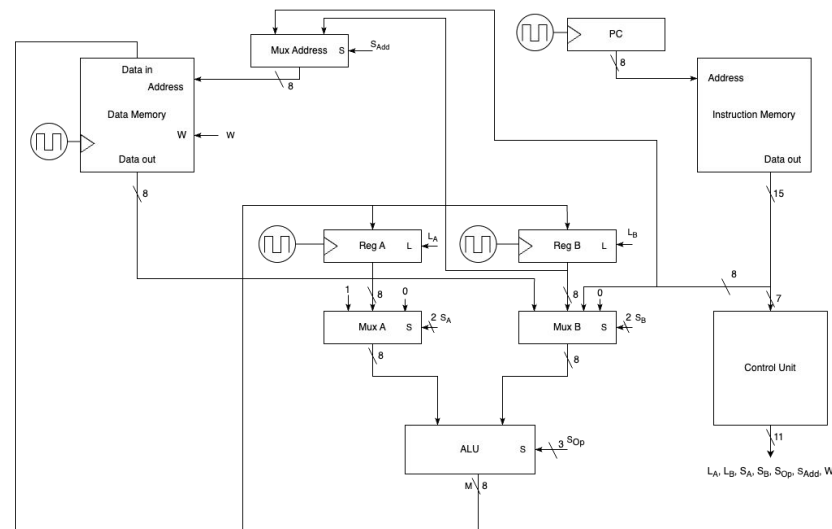 Mux Address
S
S_Add
8
PC
8
Data in
Address
Data Memory
W
W
Data out
8
Address
Instruction Memory
Data out
15
Reg A
L
L_A
Reg B
L
L_B
8
7
1
8
0
8
0
Mux A
S
2
S_A
Mux B
S
2
S_B
8
8
Control Unit
11
L_A, L_B, S_A, S_B, S_Op, S_Add, W
ALU
S
3
S_Op
M
8